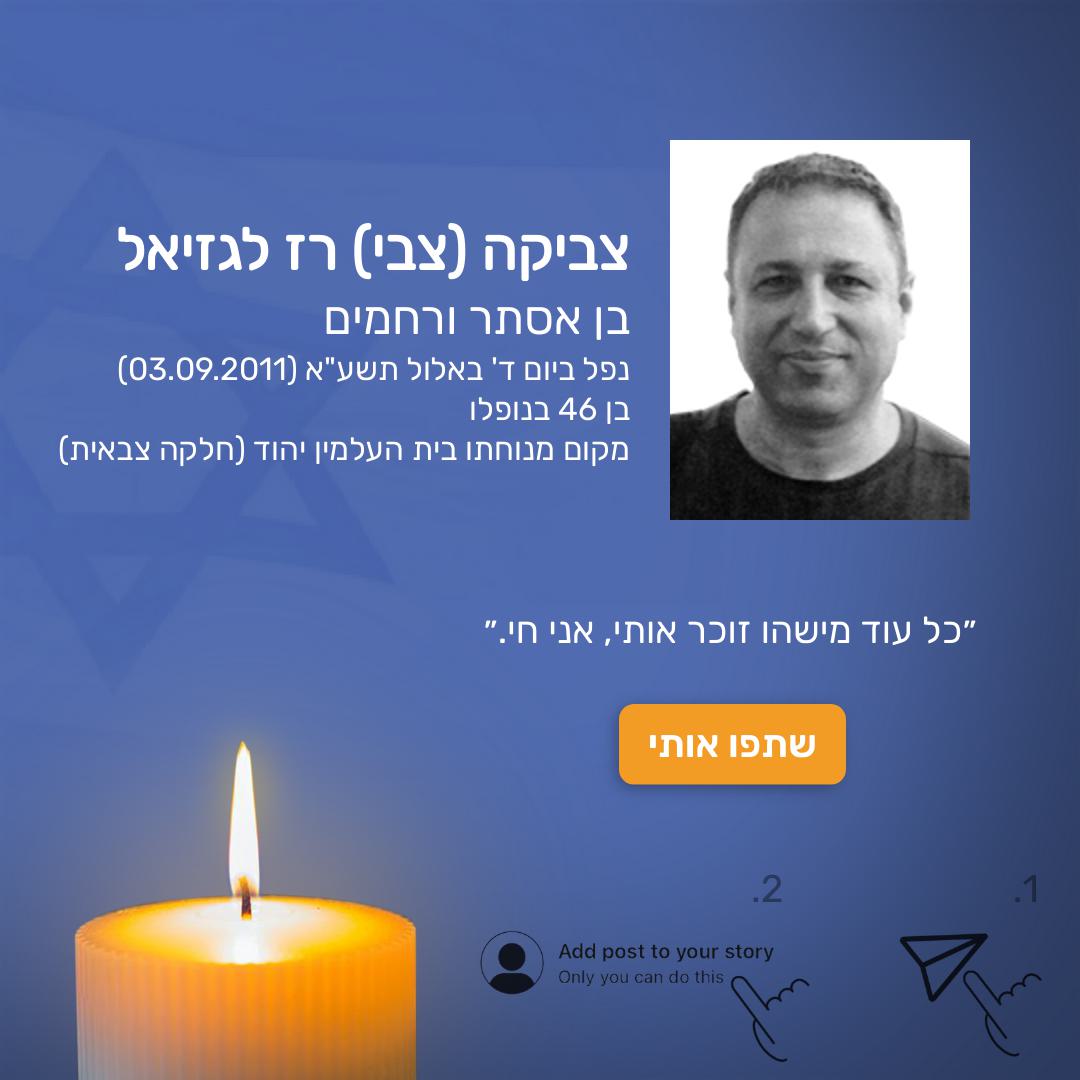 צביקה (צבי) רז לגזיאל
בן אסתר ורחמים
נפל ביום ד' באלול תשע"א (03.09.2011)
בן 46 בנופלו
מקום מנוחתו בית העלמין יהוד (חלקה צבאית)
״כל עוד מישהו זוכר אותי, אני חי.״
שתפו אותי
.1
.2
Add post to your story
Only you can do this